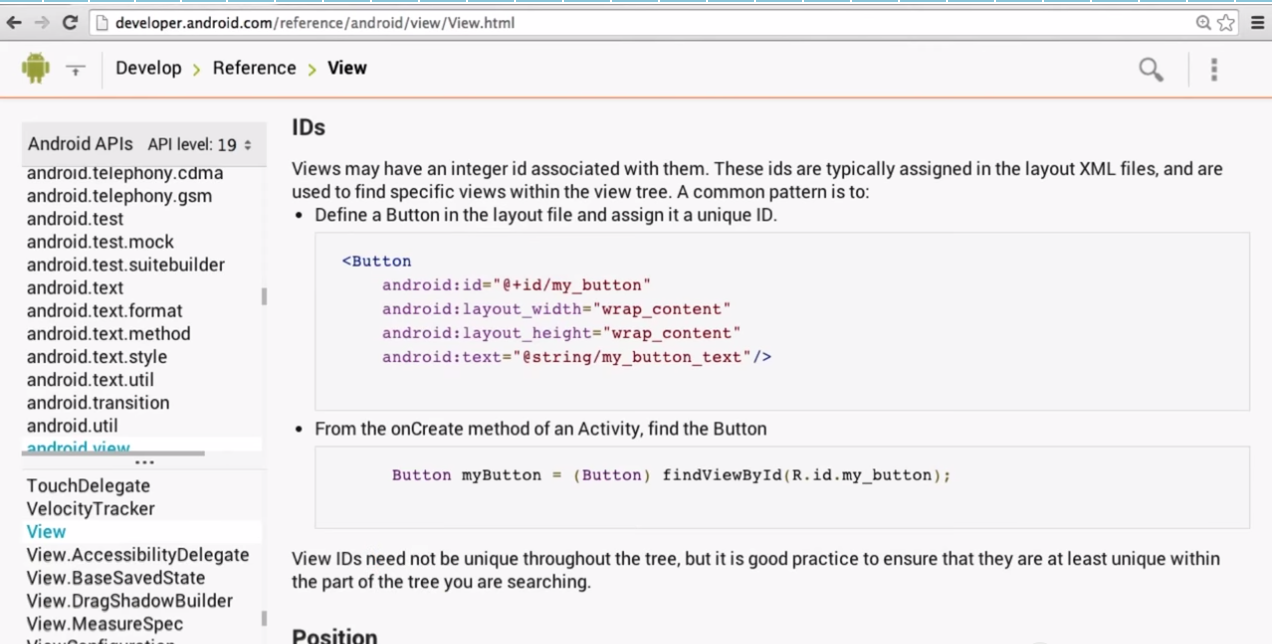 developer.android.com/reference/android/view/View.html
Develop > Reference > View
Android APIs API level: 19
android.telephony.cdma
android.telephony.gsm
android.test
android.test.mock
android.test.suitebuilder
android.text
android.text.format
android.text.method
android.text.style
android.text.util
android.transition
android.util
android.view
...
TouchDelegate
VelocityTracker
View
View.AccessibilityDelegate
View.BaseSavedState
View.DragShadowBuilder
View.MeasureSpec
ViewConfiguration
IDs
Views may have an integer id associated with them. These ids are typically assigned in the layout XML files, and are
used to find specific views within the view tree. A common pattern is to:
• Define a Button in the layout file and assign it a unique ID.
<Button
android:id="@+id/my_button"
android:layout_width="wrap_content"
android:layout_height="wrap_content"
android:text="@string/my_button_text"/>
• From the onCreate method of an Activity, find the Button
Button myButton = (Button) findViewById(R.id.my_button);
View IDs need not be unique throughout the tree, but it is good practice to ensure that they are at least unique within
the part of the tree you are searching.
Position